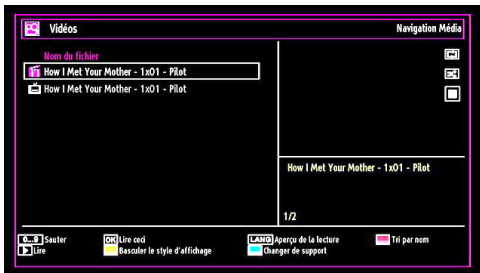 Vidéos Navigation Média
Nom du fichier
How I Met Your Mother - 1x01 - Pilot
How I Met Your Mother - 1x01 - Pilot
How I Met Your Mother - 1x01 - Pilot
1/2
0...9 Sauter OK Lire ceci LANG Aperçu de la lecture Tri par nom
Lire Basculer le style d'affichage Changer de support